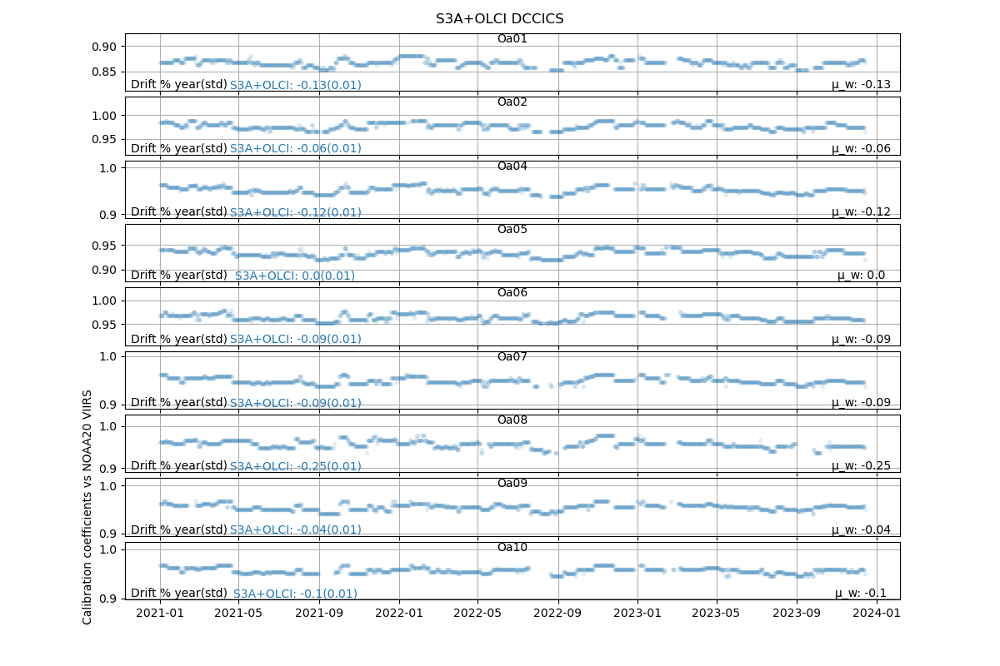 S3A+OLCI DCCICS
Oa01
0.90
0.85
Drift % year(std) S3A+OLCI: -0.13(0.01)
μ_w: -0.13
Oa02
1.00
0.95
Drift % year(std) S3A+OLCI: -0.06(0.01)
μ_w: -0.06
Oa04
1.0
0.9
Drift % year(std) S3A+OLCI: -0.12(0.01)
μ_w: -0.12
Oa05
0.95
0.90
Drift % year(std) S3A+OLCI: 0.0(0.01)
μ_w: 0.0
Oa06
1.00
0.95
Drift % year(std) S3A+OLCI: -0.09(0.01)
μ_w: -0.09
Oa07
1.0
0.9
Drift % year(std) S3A+OLCI: -0.09(0.01)
μ_w: -0.09
Oa08
1.0
0.9
Drift % year(std) S3A+OLCI: -0.25(0.01)
μ_w: -0.25
Oa09
1.0
0.9
Drift % year(std) S3A+OLCI: -0.04(0.01)
μ_w: -0.04
Oa10
1.0
0.9
Drift % year(std) S3A+OLCI: -0.1(0.01)
μ_w: -0.1
Calibration coefficients vs NOAA20 VIIRS
2021-01 2021-05 2021-09 2022-01 2022-05 2022-09 2023-01 2023-05 2023-09 2024-01